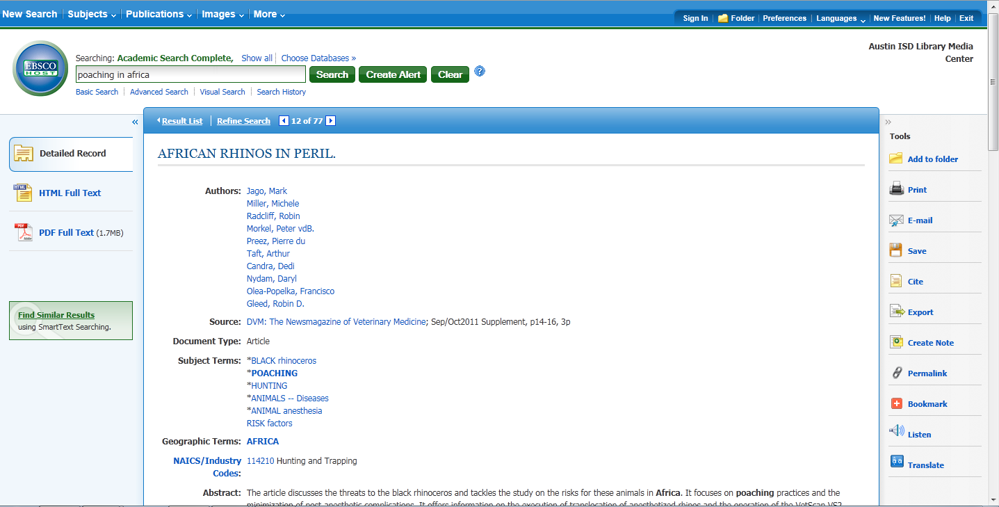 New Search Subjects Publications Images More
Sign In Folder Preferences Languages New Features! Help Exit
EBSCO
HOST
Searching: Academic Search Complete, Show all Choose Databases »
poaching in africa Search Create Alert Clear ?
Basic Search Advanced Search Visual Search Search History
Austin ISD Library Media
Center
«
Detailed Record
HTML
HTML Full Text
PDF
Adobe
PDF Full Text (1.7MB)
Find Similar Results
using SmartText Searching.
Result List Refine Search 12 of 77
AFRICAN RHINOS IN PERIL.
Authors: Jago, Mark
Miller, Michele
Radcliff, Robin
Morkel, Peter vdB.
Preez, Pierre du
Taft, Arthur
Candra, Dedi
Nydam, Daryl
Olea-Popelka, Francisco
Gleed, Robin D.
Source: DVM: The Newsmagazine of Veterinary Medicine; Sep/Oct2011 Supplement, p14-16, 3p
Document Type: Article
Subject Terms: *BLACK rhinoceros
*POACHING
*HUNTING
*ANIMALS -- Diseases
*ANIMAL anesthesia
RISK factors
Geographic Terms: AFRICA
NAICS/Industry 114210 Hunting and Trapping
Codes:
Abstract: The article discusses the threats to the black rhinoceros and tackles the study on the risks for these animals in Africa. It focuses on poaching practices and the
minimization of post-anesthetic complications. It offers information on the execution of translocation of anesthetized rhinos and the operation of the VetScan VS2
»
Tools
Add to folder
Print
E-mail
Save
Cite
Export
Create Note
Permalink
Bookmark
Listen
Translate